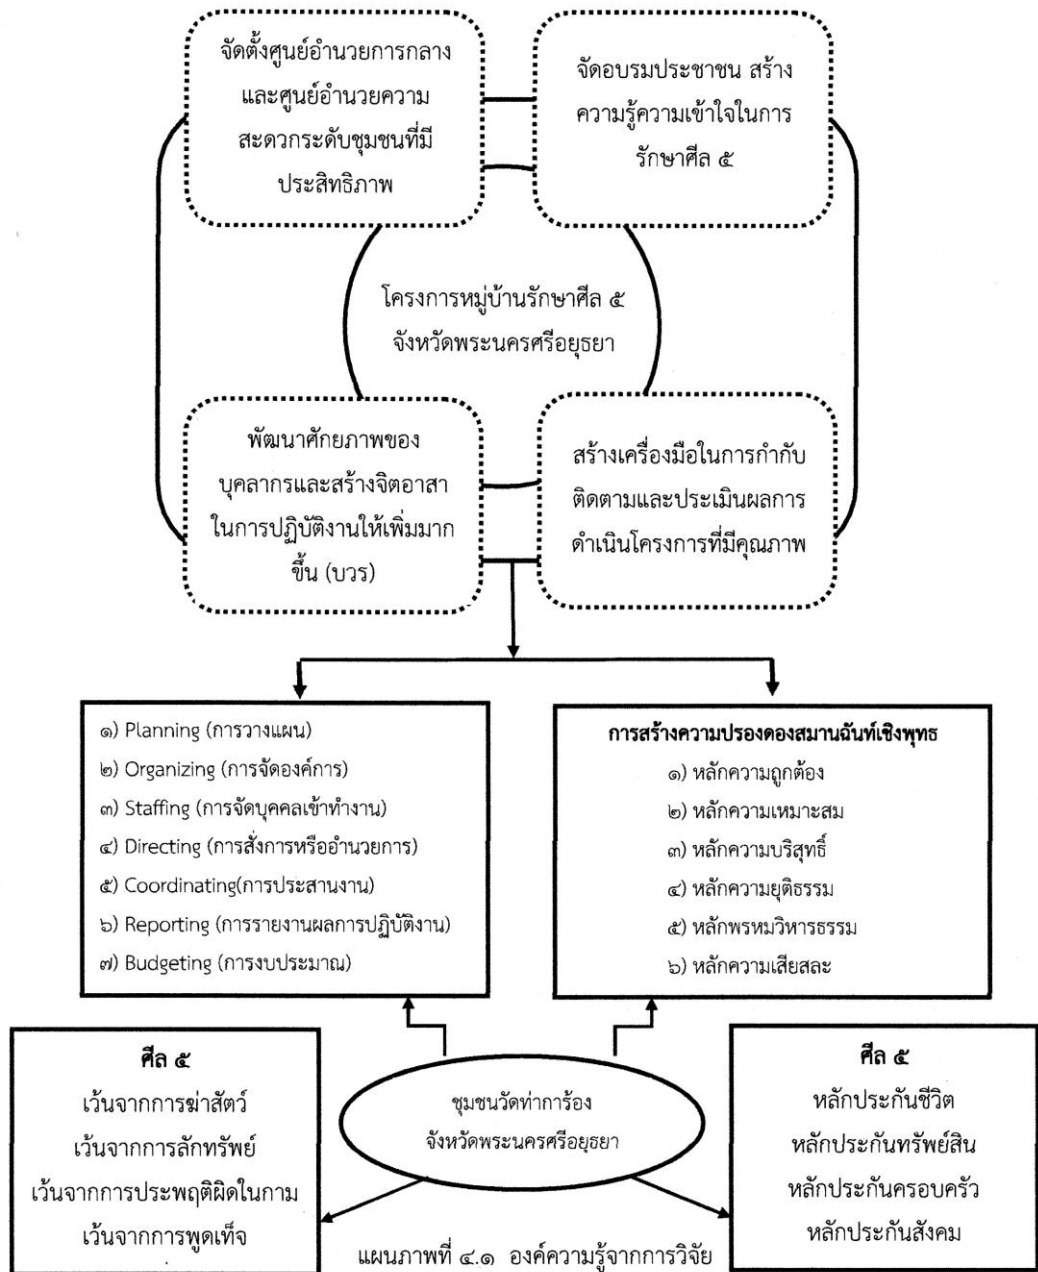 จัดตั้งศูนย์อำนวยการกลาง
และศูนย์อำนวยความ
สะดวกระดับชุมชนที่มี
ประสิทธิภาพ
จัดอบรมประชาชน สร้าง
ความรู้ความเข้าใจในการ
รักษาศีล ๕
โครงการหมู่บ้านรักษาศีล ๕
จังหวัดพระนครศรีอยุธยา
พัฒนาศักยภาพของ
บุคลากรและสร้างจิตอาสา
ในการปฏิบัติงานให้เพิ่มมาก
ขึ้น (บวร)
สร้างเครื่องมือในการกำกับ
ติดตามและประเมินผลการ
ดำเนินโครงการที่มีคุณภาพ
๑) Planning (การวางแผน)
๒) Organizing (การจัดองค์การ)
๓) Staffing (การจัดบุคคลเข้าทำงาน)
๔) Directing (การสั่งการหรืออำนวยการ)
๕) Coordinating(การประสานงาน)
๖) Reporting (การรายงานผลการปฏิบัติงาน)
๗) Budgeting (การงบประมาณ)
การสร้างความปรองดองสมานฉันท์เชิงพุทธ
๑) หลักความถูกต้อง
๒) หลักความเหมาะสม
๓) หลักความบริสุทธิ์
๔) หลักความยุติธรรม
๕) หลักพรหมวิหารธรรม
๖) หลักความเสียสละ
ศีล ๕
เว้นจากการฆ่าสัตว์
เว้นจากการลักทรัพย์
เว้นจากการประพฤติผิดในกาม
เว้นจากการพูดเท็จ
ชุมชนวัดท่าการ้อง
จังหวัดพระนครศรีอยุธยา
ศีล ๕
หลักประกันชีวิต
หลักประกันทรัพย์สิน
หลักประกันครอบครัว
หลักประกันสังคม
แผนภาพที่ ๔.๑ องค์ความรู้จากการวิจัย